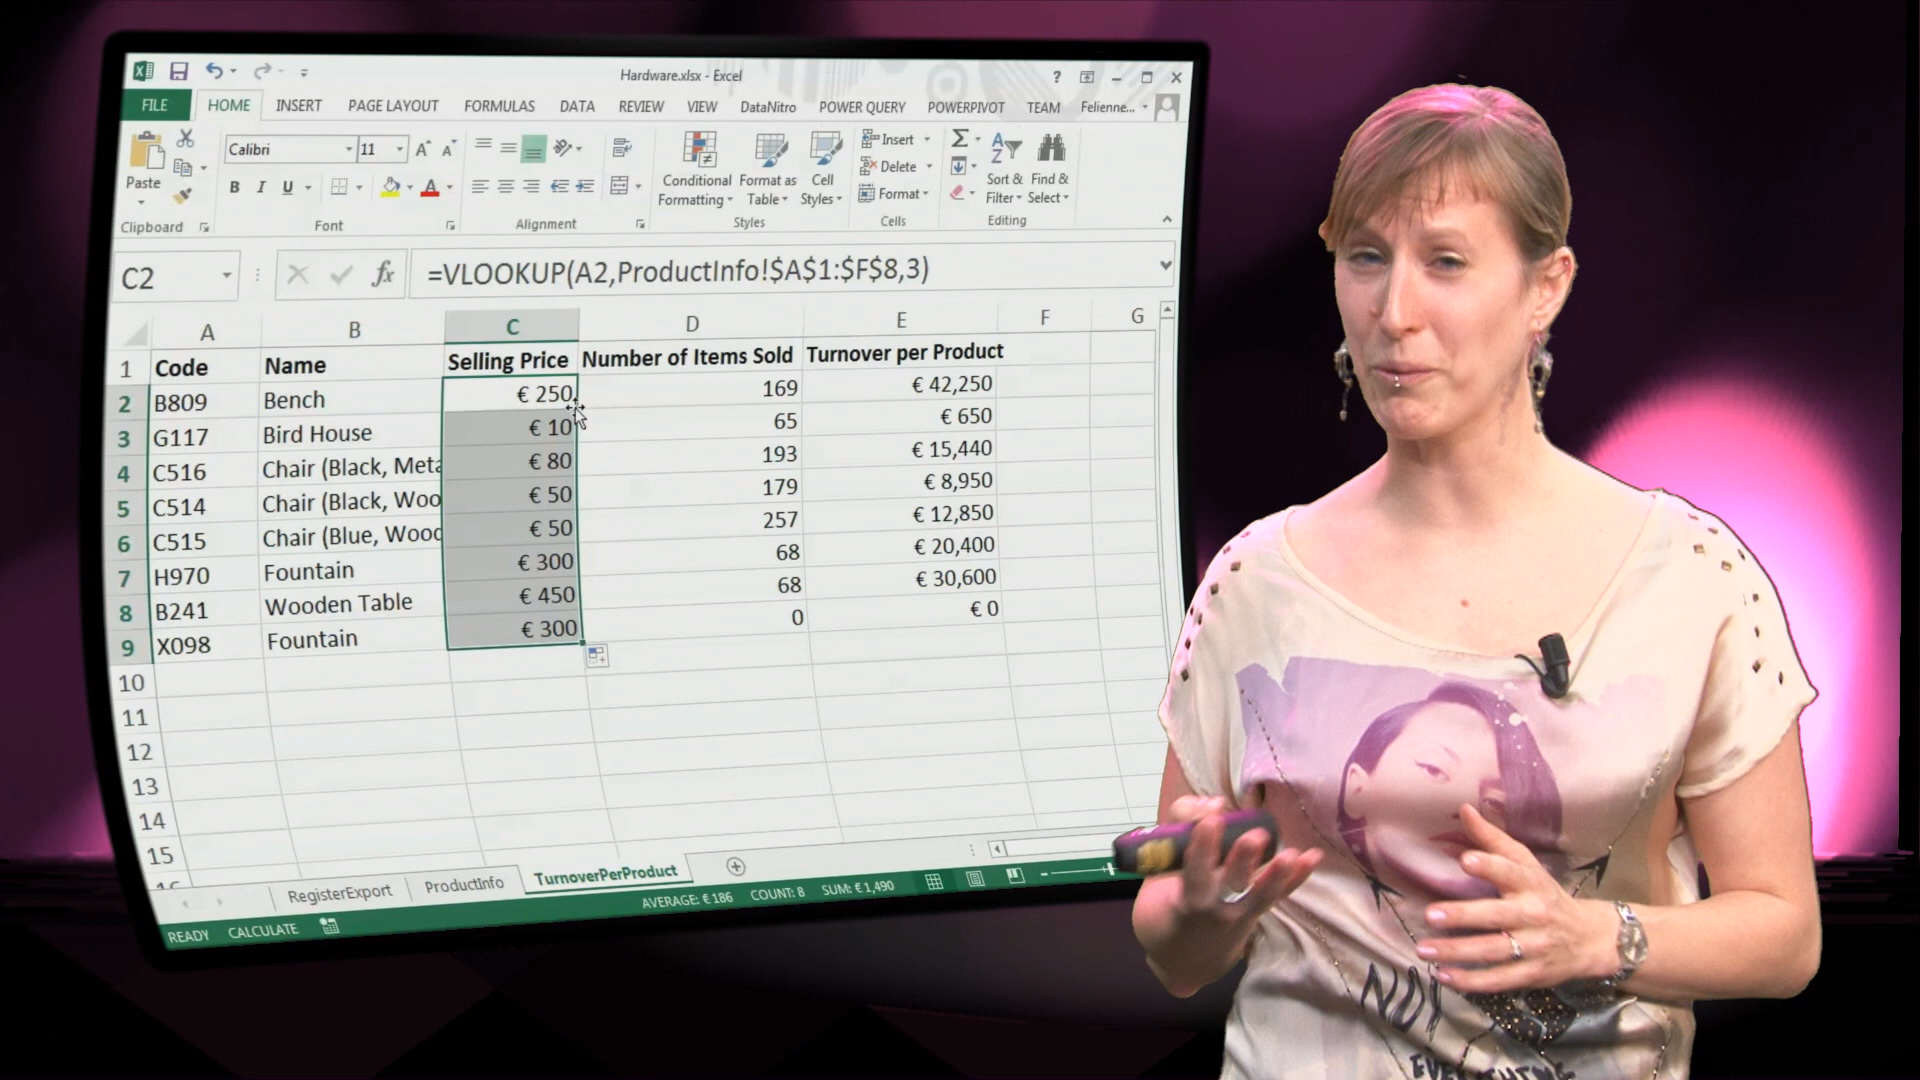 Hardware.xlsx - Excel
FILE HOME INSERT PAGE LAYOUT FORMULAS DATA REVIEW VIEW DataNitro POWER QUERY POWERPIVOT TEAM Felienne...
Calibri 11 Insert
Paste Conditional Format as Cell Delete Sort & Find &
B I U Formatting Table Styles Format Filter Select
Clipboard Font Alignment Styles Cells Editing
C2 fx =VLOOKUP(A2,ProductInfo!$A$1:$F$8,3)
A B C D E F G
1 Code Name Selling Price Number of Items Sold Turnover per Product
2 B809 Bench € 250 169 € 42,250
3 G117 Bird House € 10 65 € 650
4 C516 Chair (Black, Meta € 80 193 € 15,440
5 C514 Chair (Black, Woo € 50 179 € 8,950
6 C515 Chair (Blue, Wood € 50 257 € 12,850
7 H970 Fountain € 300 68 € 20,400
8 B241 Wooden Table € 450 68 € 30,600
9 X098 Fountain € 300 0 € 0
10
11
12
13
14
15
RegisterExport ProductInfo TurnoverPerProduct
READY CALCULATE AVERAGE: € 186 COUNT: 8 SUM: € 1,490